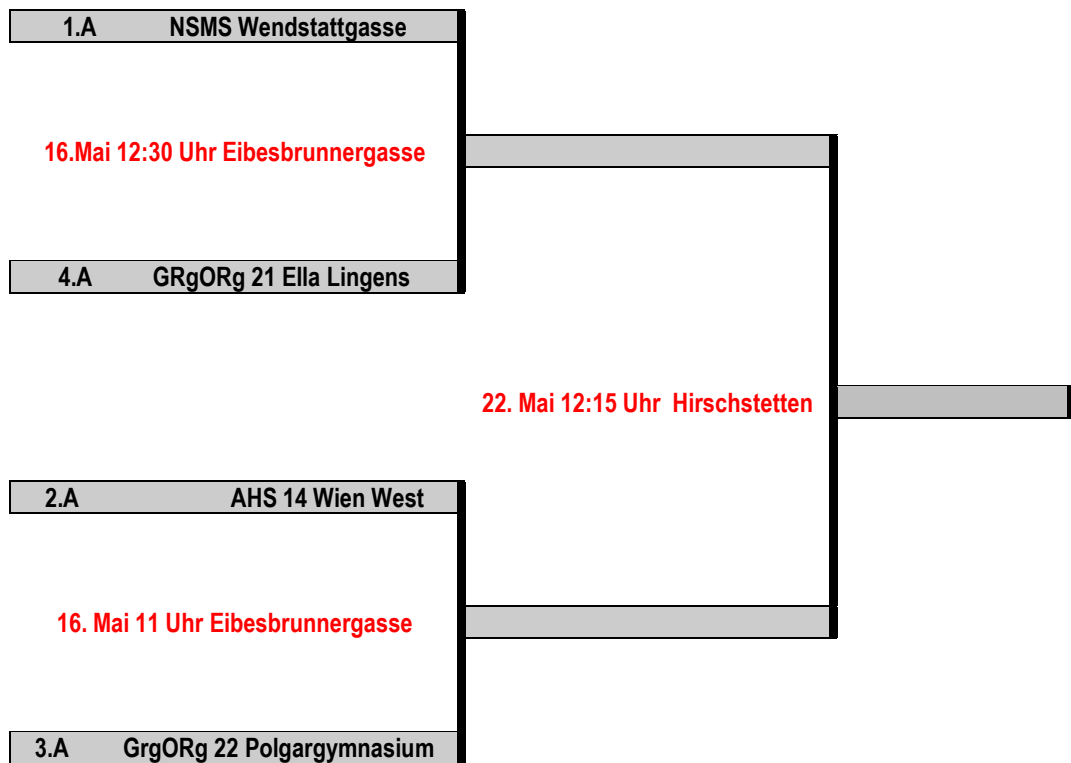 1.A NSMS Wendstattgasse
16.Mai 12:30 Uhr Eibesbrunnergasse
4.A GRgORg 21 Ella Lingens
22. Mai 12:15 Uhr Hirschstetten
2.A AHS 14 Wien West
16. Mai 11 Uhr Eibesbrunnergasse
3.A GrgORg 22 Polgargymnasium